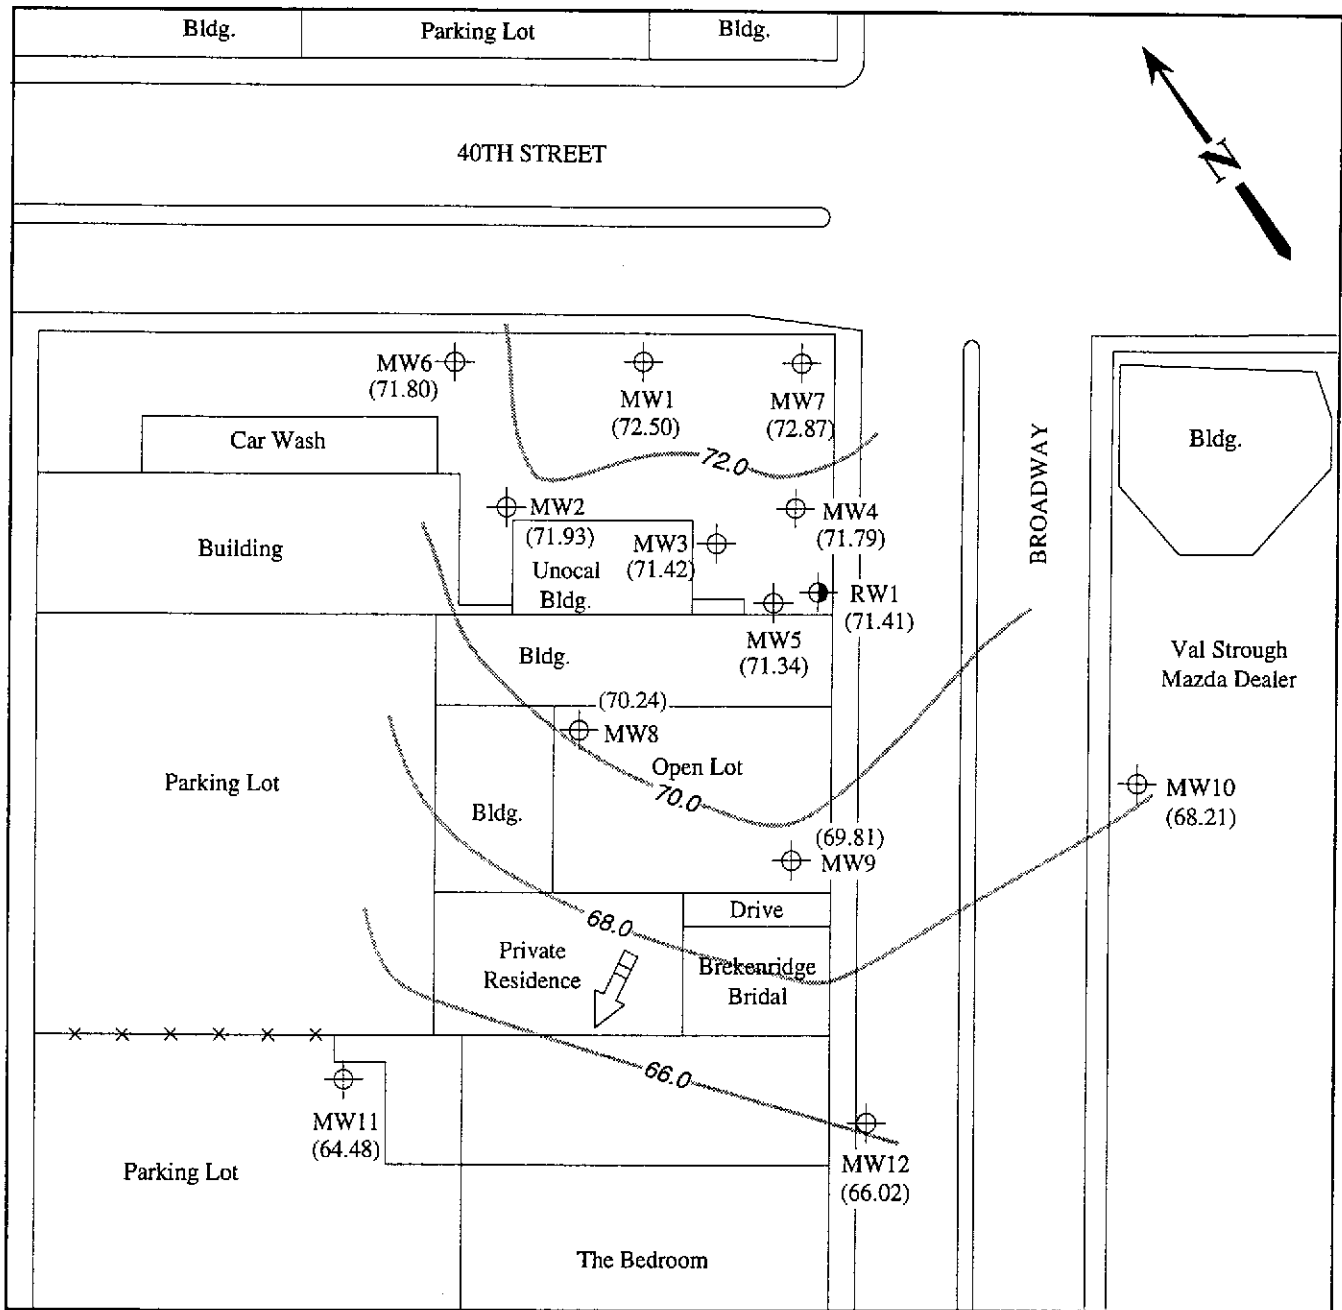 Bldg.
Parking Lot
Bldg.
40TH STREET
N
MW6
(71.80)
MW1
(72.50)
MW7
(72.87)
Car Wash
72.0
BROADWAY
Bldg.
MW2
(71.93)
MW4
(71.79)
MW3
(71.42)
Building
Unocal
Bldg.
RW1
(71.41)
MW5
(71.34)
Bldg.
Val Strough
Mazda Dealer
(70.24)
MW8
Open Lot
Parking Lot
70.0
MW10
(68.21)
Bldg.
(69.81)
MW9
Drive
68.0
Private
Residence
Brekenridge
Bridal
66.0
MW11
(64.48)
MW12
(66.02)
Parking Lot
The Bedroom